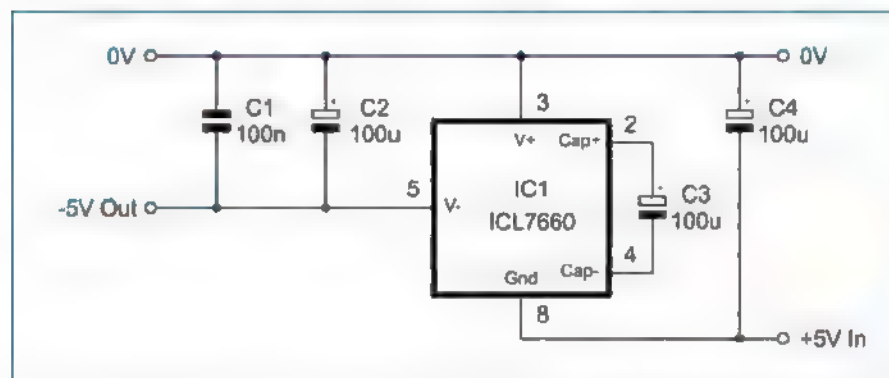 0V
0V
C1
100n
C2
100u
3
V+
Cap+
2
C4
100u
5
V-
IC1
ICL7660
C3
100u
-5V Out
4
Cap-
Gnd
8
+5V In